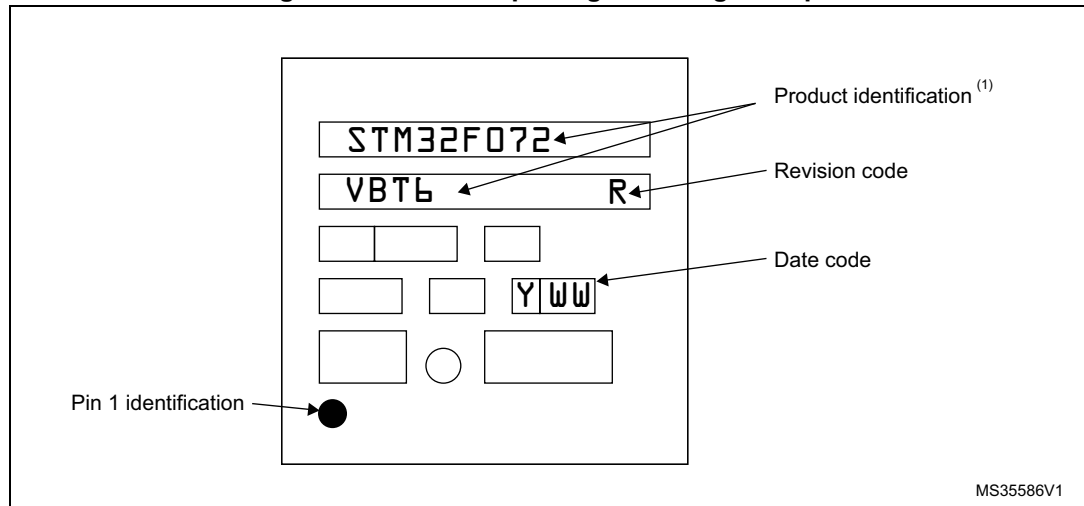 Product identification (1)
STM32F072
Revision code
VBT6 R
Date code
Y WW
Pin 1 identification
MS35586V1